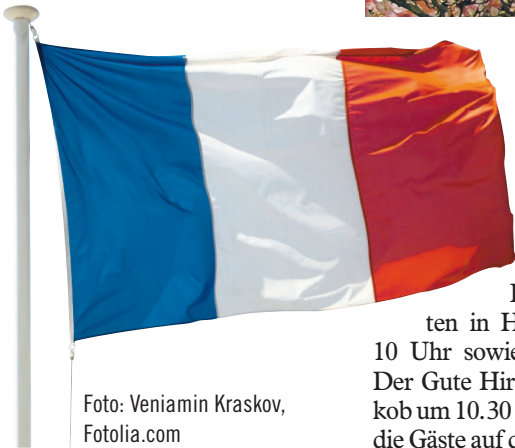 ten in H
10 Uhr sowie
Der Gute Hir
kob um 10.30
die Gäste auf d
Foto: Veniamin Kraskov,
Fotolia.com